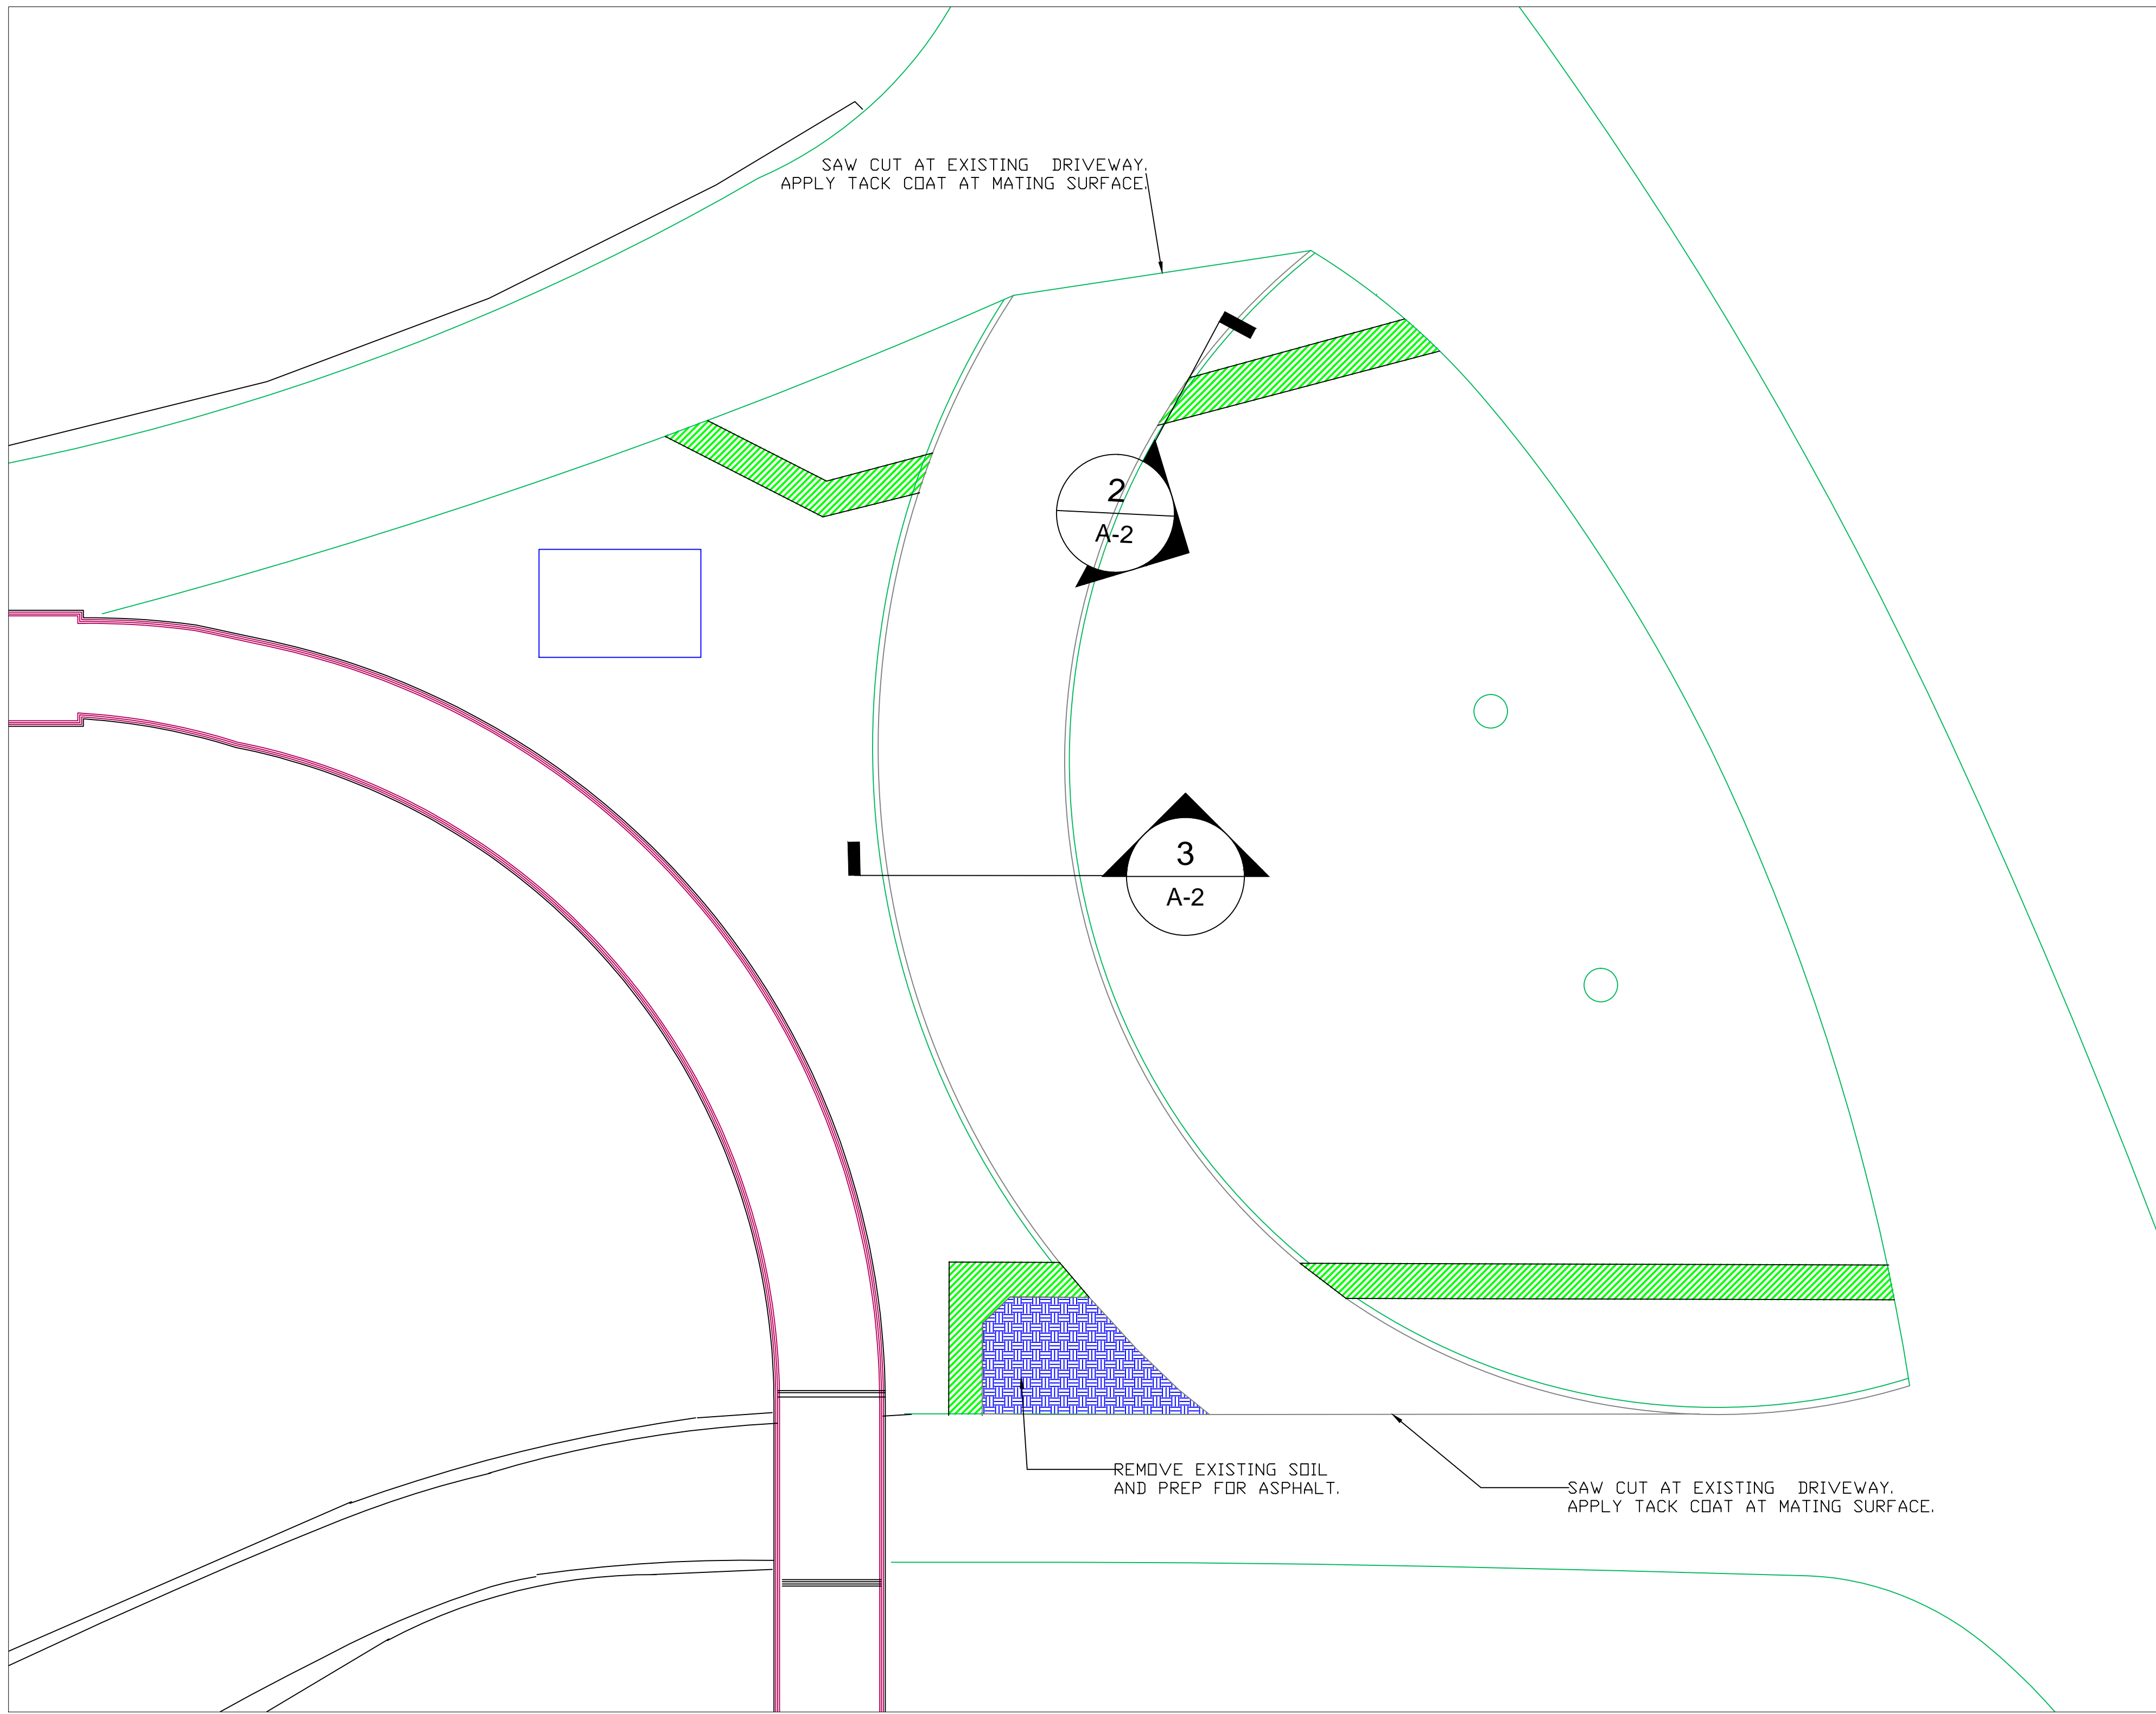 SAW CUT AT EXISTING DRIVEWAY.
APPLY TACK COAT AT MATING SURFACE.
2
A-2
3
A-2
REMOVE EXISTING SOIL
AND PREP FOR ASPHALT.
SAW CUT AT EXISTING DRIVEWAY.
APPLY TACK COAT AT MATING SURFACE.